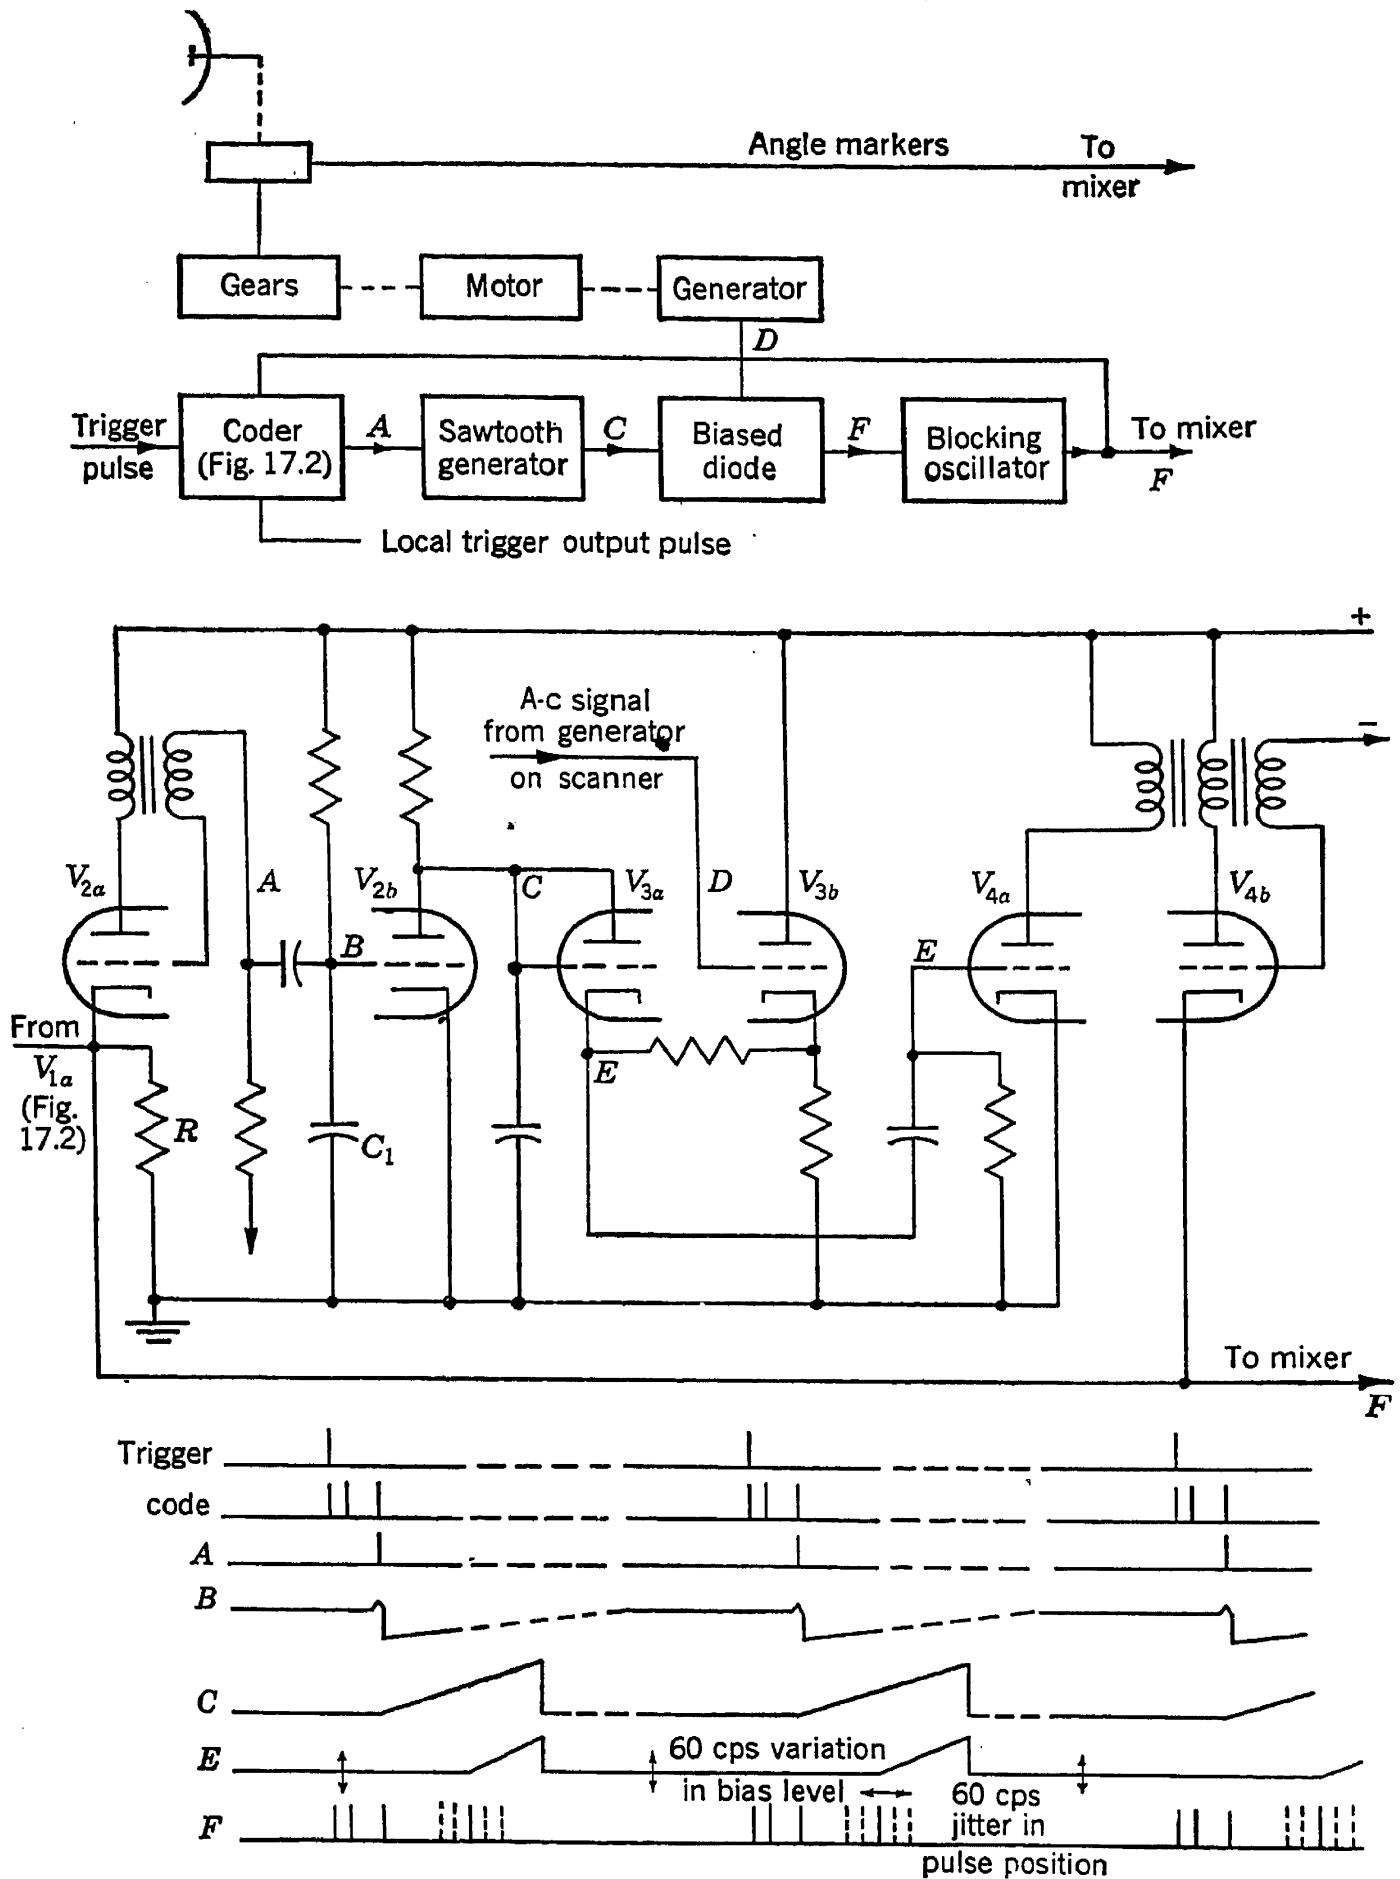 Angle markers
To
mixer
Gears
Motor
Generator
D
Trigger
pulse
Coder
(Fig. 17.2)
A
Sawtooth
generator
C
Biased
diode
F
Blocking
oscillator
To mixer
F
Local trigger output pulse
+
A-c signal
from generator
on scanner
−
V2a
A
V2b
C
V3a
D
V3b
V4a
V4b
B
E
From
V1a
(Fig.
17.2)
R
C1
E
To mixer
F
Trigger
code
A
B
C
E
60 cps variation
in bias level
60 cps
jitter in
pulse position
F